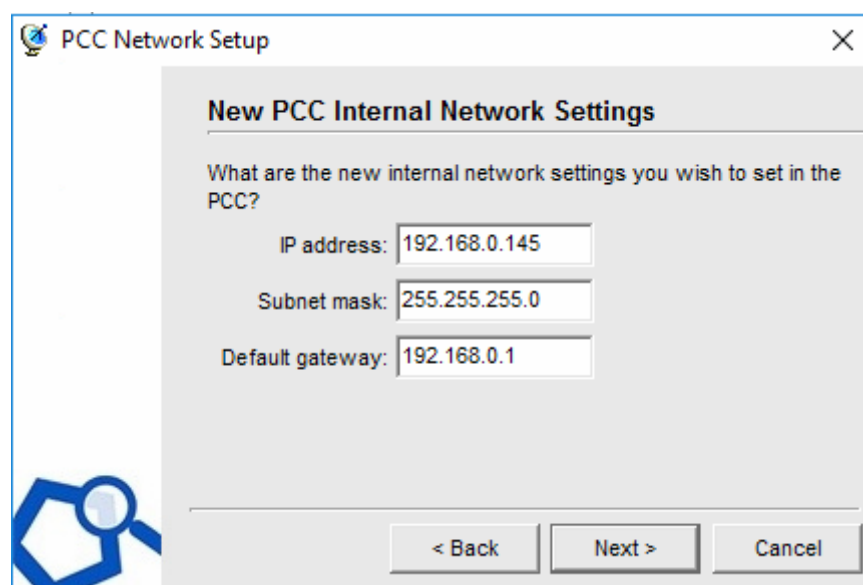 PCC Network Setup
New PCC Internal Network Settings
What are the new internal network settings you wish to set in the
PCC?
IP address: 192.168.0.145
Subnet mask: 255.255.255.0
Default gateway: 192.168.0.1
< Back Next > Cancel